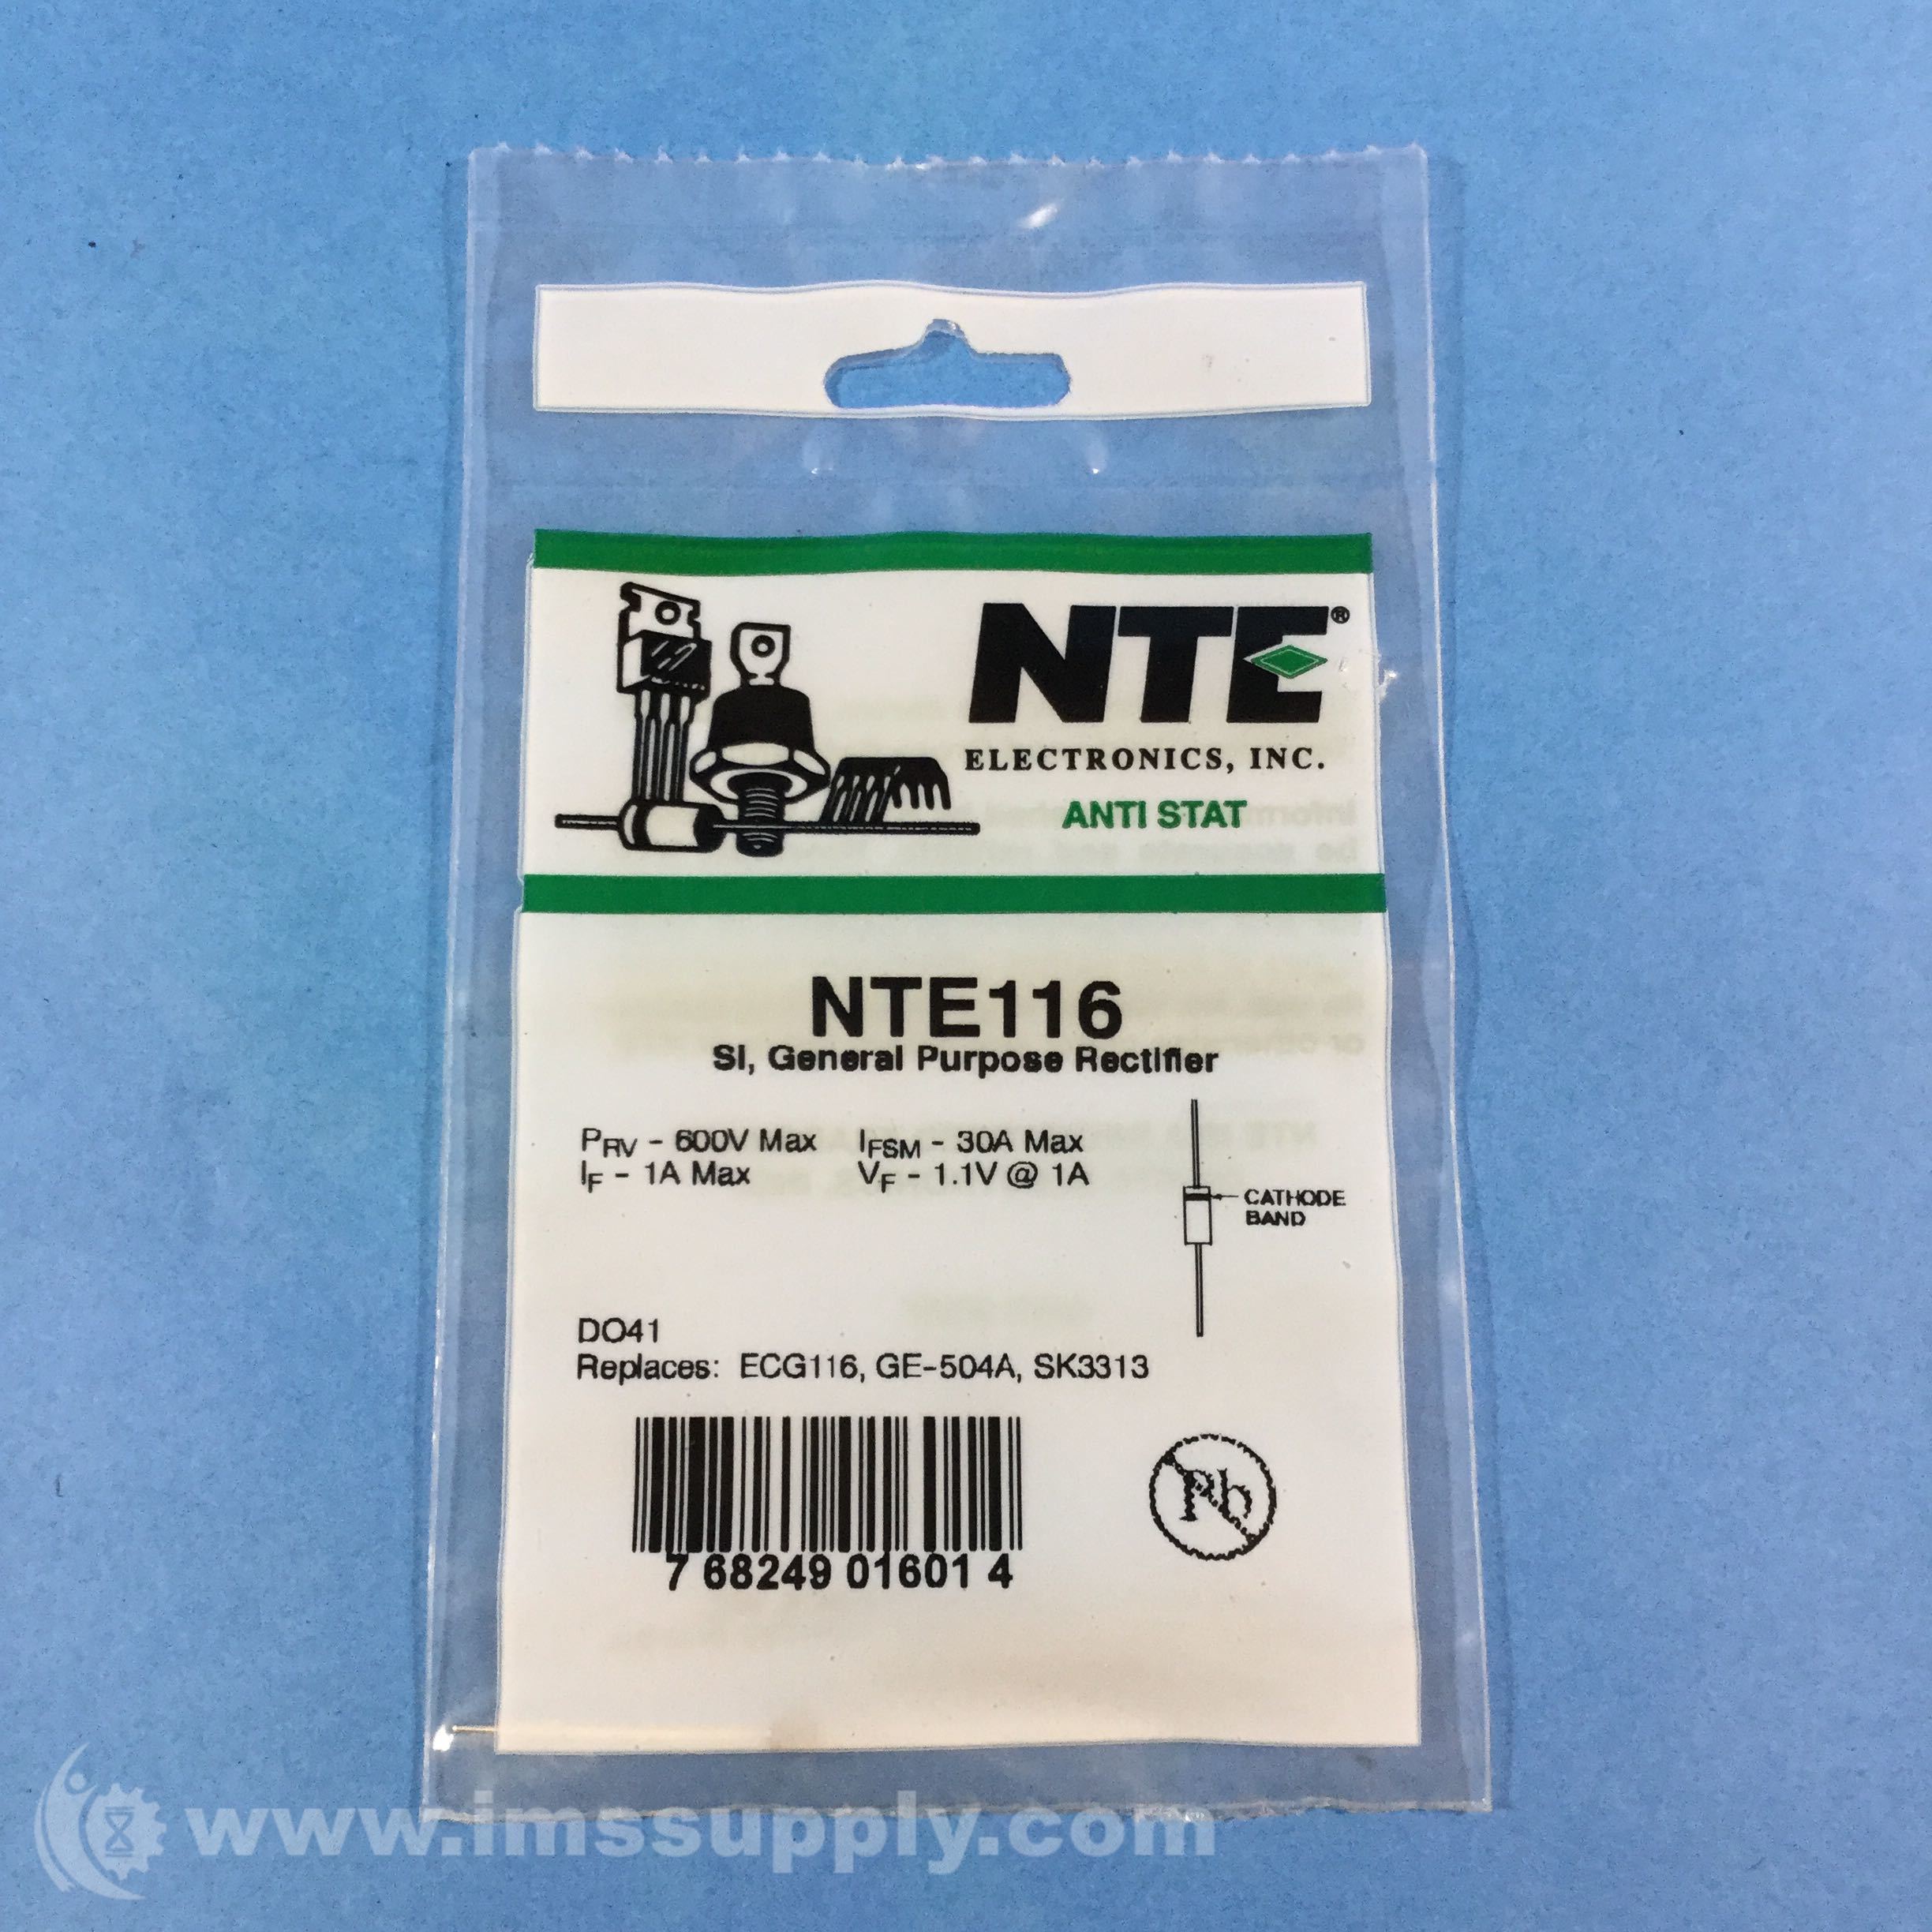 NTE®
ELECTRONICS, INC.
ANTI STAT
NTE116
SI, General Purpose Rectifier
PRV - 600V Max IFSM - 30A Max
IF - 1A Max VF - 1.1V @ 1A
CATHODE
BAND
DO41
Replaces: ECG116, GE-504A, SK3313
Pb
7 68249 01601 4
www.imssupply.com